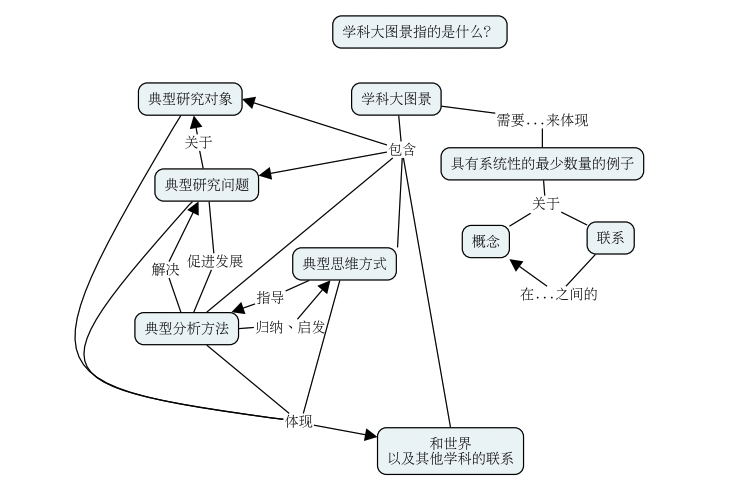 学科大图景指的是什么?
典型研究对象
学科大图景
需要...来体现
关于
包含
具有系统性的最少数量的例子
典型研究问题
关于
概念
联系
解决
促进发展
典型思维方式
在...之间的
指导
典型分析方法
归纳、启发
体现
和世界
以及其他学科的联系